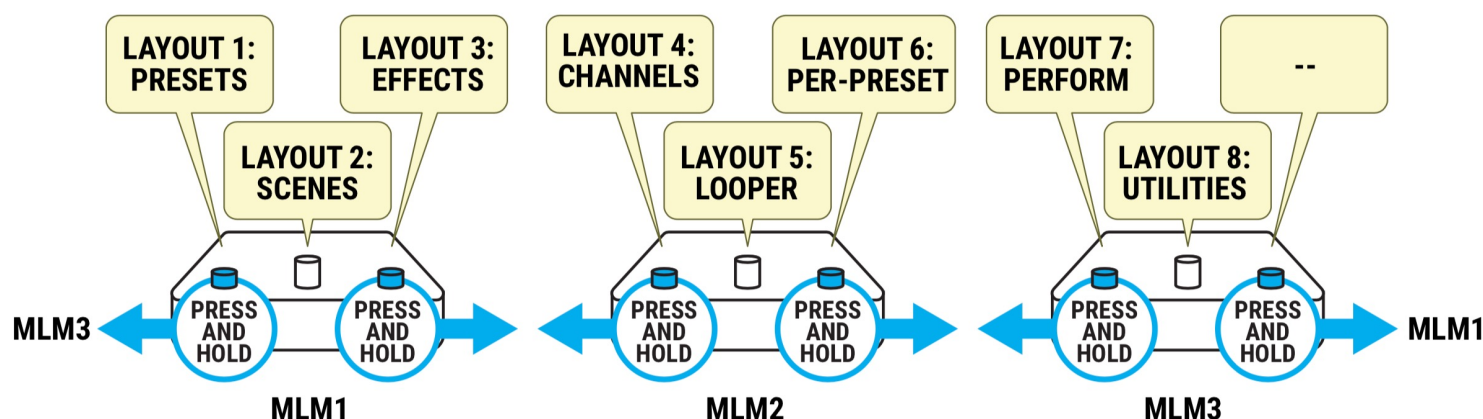 LAYOUT 1:
PRESETS
LAYOUT 3:
EFFECTS
LAYOUT 2:
SCENES
PRESS
AND
HOLD
PRESS
AND
HOLD
MLM3
MLM1
LAYOUT 4:
CHANNELS
LAYOUT 6:
PER-PRESET
LAYOUT 5:
LOOPER
PRESS
AND
HOLD
PRESS
AND
HOLD
MLM2
LAYOUT 7:
PERFORM
--
LAYOUT 8:
UTILITIES
PRESS
AND
HOLD
PRESS
AND
HOLD
MLM1
MLM3